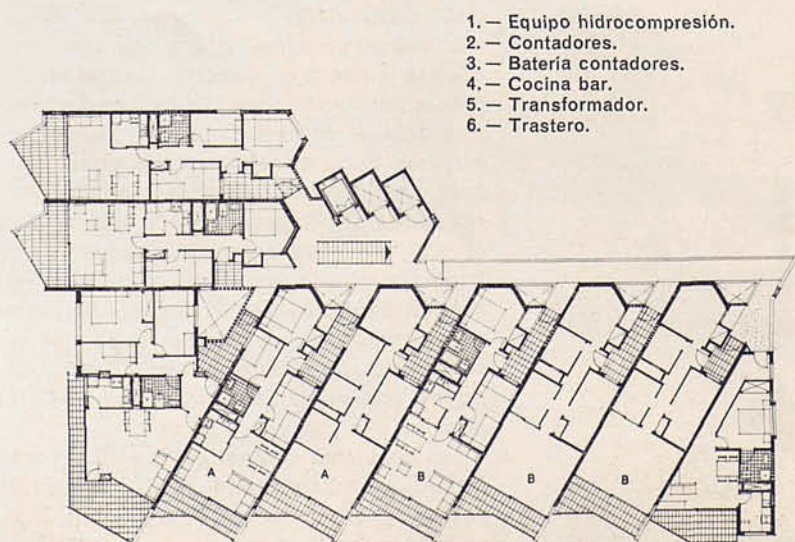 1. — Equipo hidrocompresión.
2. — Contadores.
3. — Batería contadores.
4. — Cocina bar.
5. — Transformador.
6. — Trastero.
A A B B B